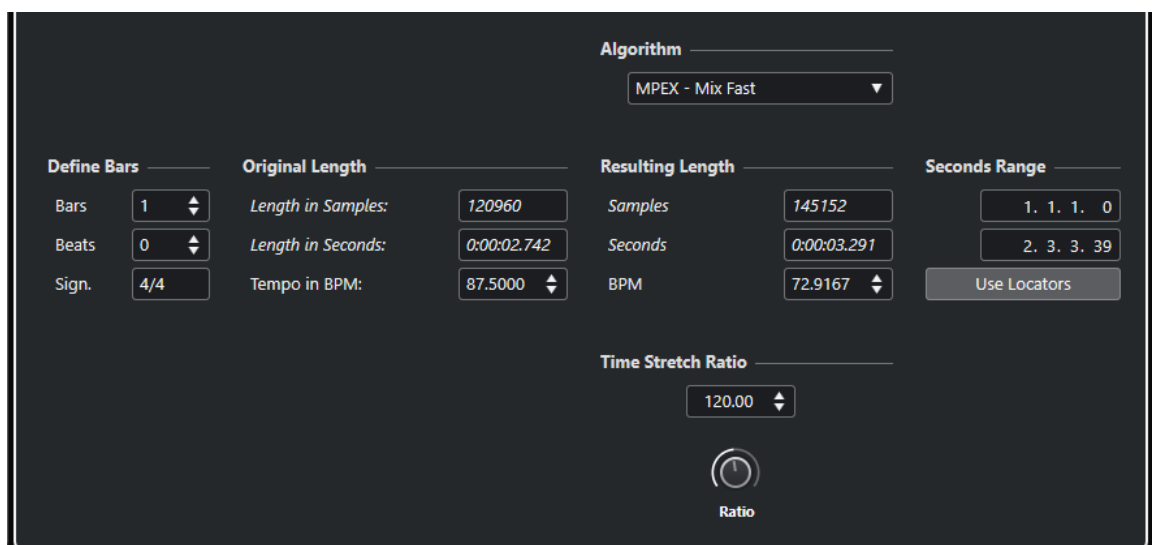 Algorithm
MPEX - Mix Fast
Define Bars
Bars 1
Beats 0
Sign. 4/4
Original Length
Length in Samples: 120960
Length in Seconds: 0:00:02.742
Tempo in BPM: 87.5000
Resulting Length
Samples 145152
Seconds 0:00:03.291
BPM 72.9167
Seconds Range
1. 1. 1. 0
2. 3. 3. 39
Use Locators
Time Stretch Ratio
120.00
Ratio